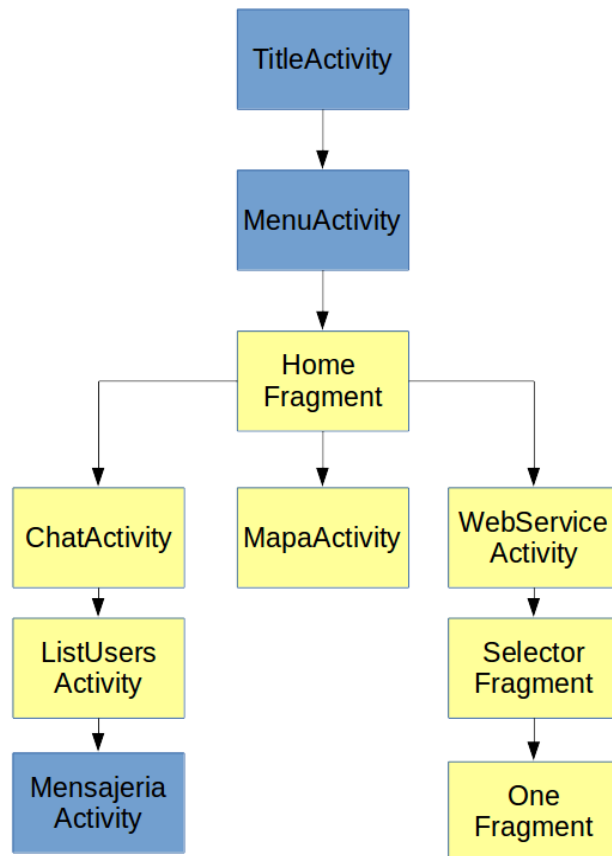 TitleActivity
MenuActivity
Home
Fragment
ChatActivity
MapaActivity
WebService
Activity
ListUsers
Activity
Selector
Fragment
Mensajeria
Activity
One
Fragment